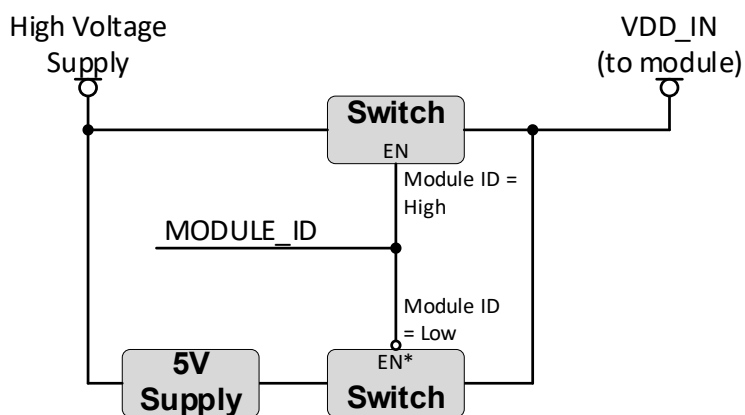 High Voltage
Supply
VDD_IN
(to module)
Switch
EN
Module ID =
High
MODULE_ID
Module ID
= Low
5V
Supply
EN*
Switch